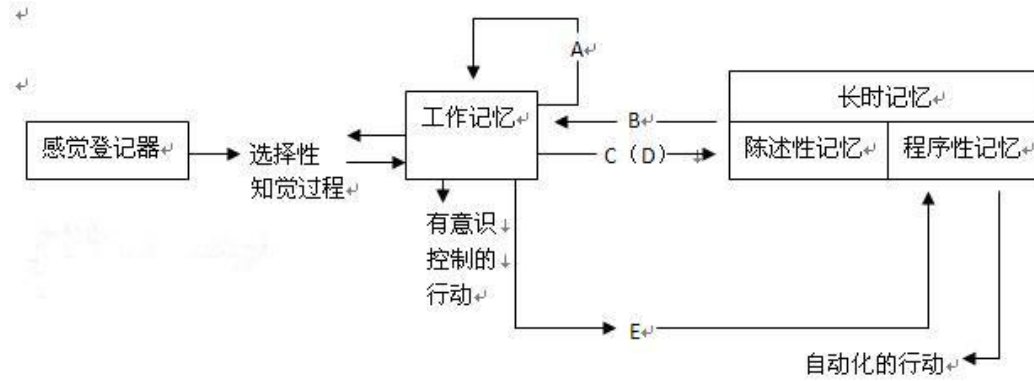 A
工作记忆
长时记忆
B
感觉登记器
选择性
知觉过程
C（D）
陈述性记忆
程序性记忆
有意识
控制的
行动
E
自动化的行动